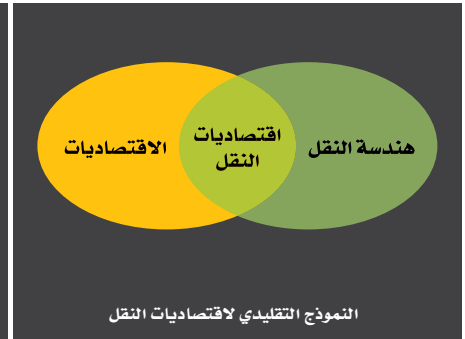 هندسة النقل
اقتصاديات
النقل
الاقتصاديات
النموذج التقليدي لاقتصاديات النقل